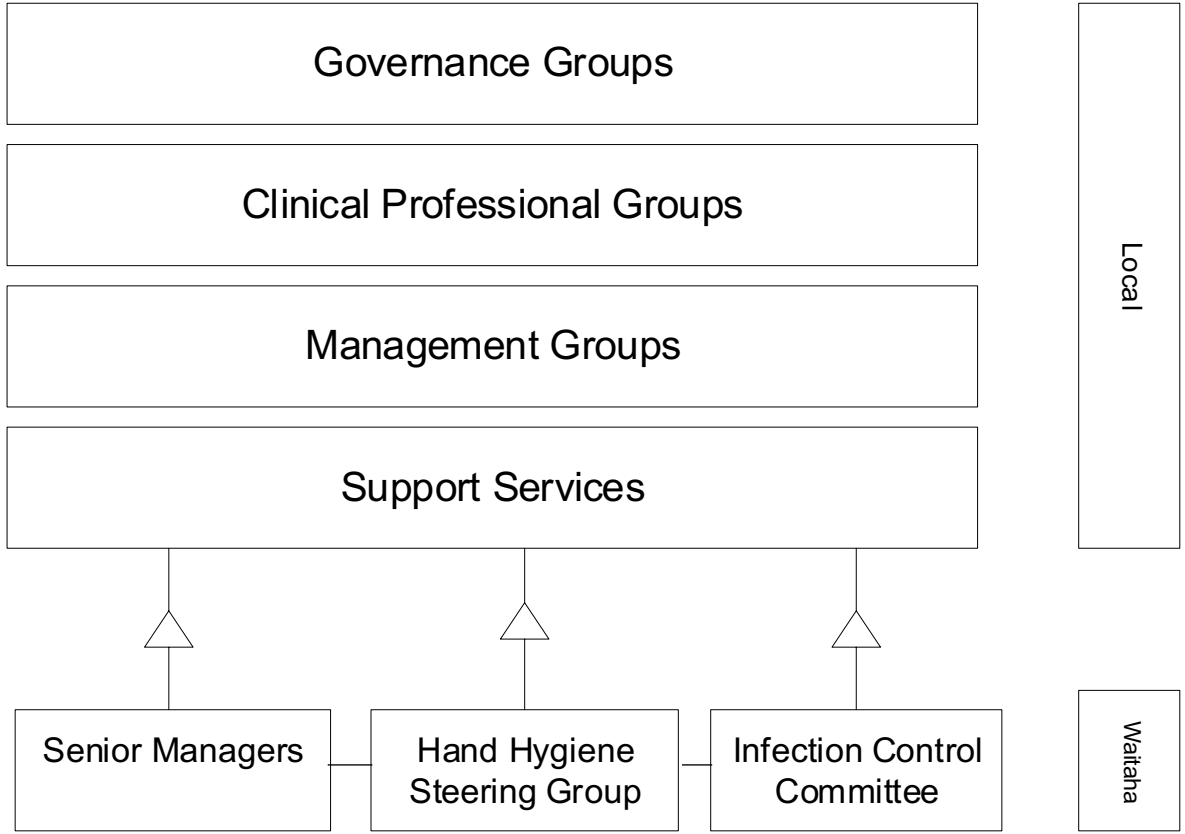 Governance Groups
Clinical Professional Groups
Management Groups
Support Services
Local
Senior Managers
Hand Hygiene
Steering Group
Infection Control
Committee
Waitaha